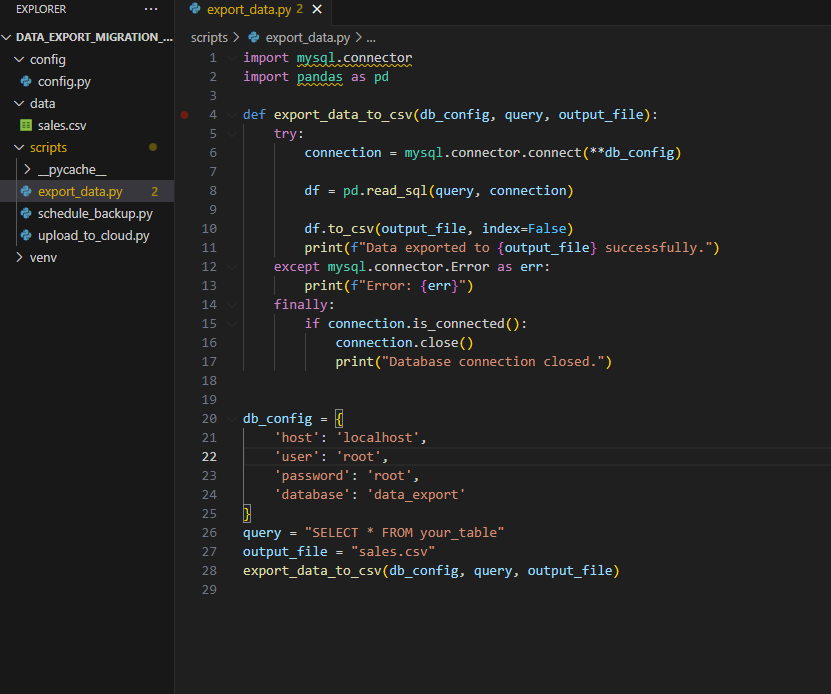 EXPLORER ...
DATA_EXPORT_MIGRATION_...
config
config.py
data
sales.csv
scripts
__pycache__
export_data.py 2
schedule_backup.py
upload_to_cloud.py
venv
export_data.py 2
scripts > export_data.py > ...
1 import mysql.connector
2 import pandas as pd
3
4 def export_data_to_csv(db_config, query, output_file):
5 try:
6 connection = mysql.connector.connect(**db_config)
7
8 df = pd.read_sql(query, connection)
9
10 df.to_csv(output_file, index=False)
11 print(f"Data exported to {output_file} successfully.")
12 except mysql.connector.Error as err:
13 print(f"Error: {err}")
14 finally:
15 if connection.is_connected():
16 connection.close()
17 print("Database connection closed.")
18
19
20 db_config = {
21 'host': 'localhost',
22 'user': 'root',
23 'password': 'root',
24 'database': 'data_export'
25 }
26 query = "SELECT * FROM your_table"
27 output_file = "sales.csv"
28 export_data_to_csv(db_config, query, output_file)
29